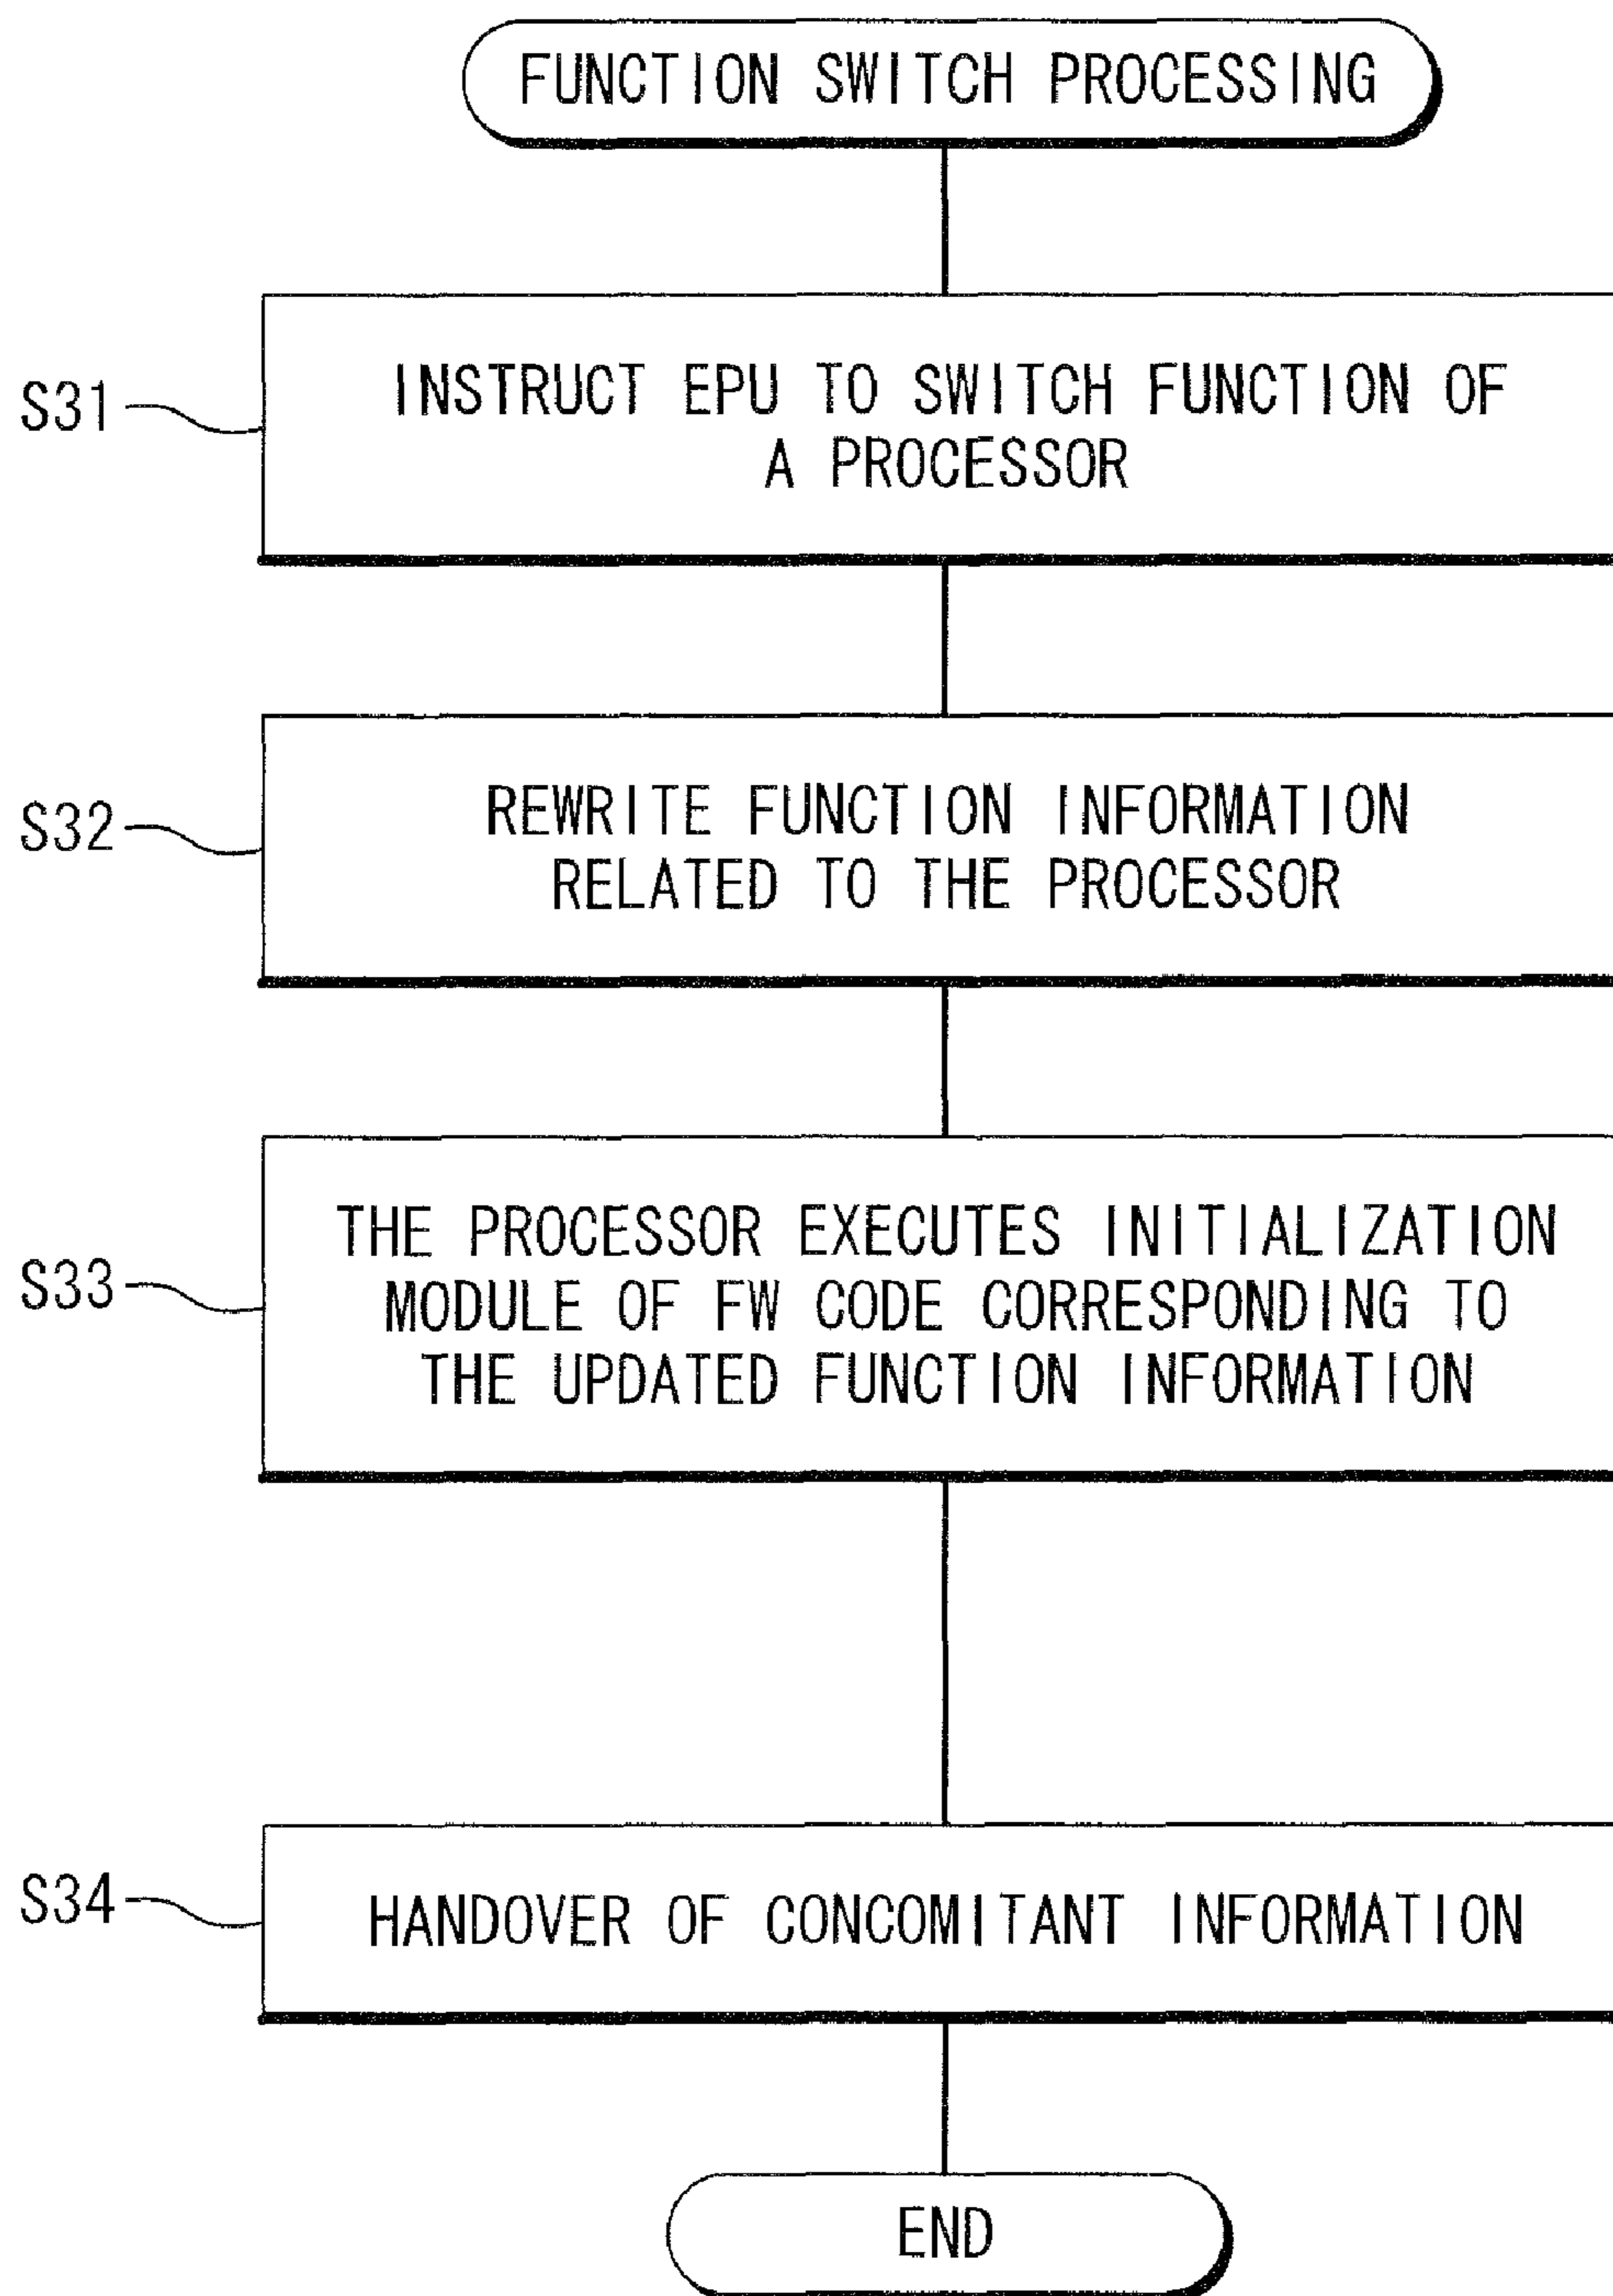 FUNCTION SWITCH PROCESSING
S31
INSTRUCT EPU TO SWITCH FUNCTION OF
A PROCESSOR
S32
REWRITE FUNCTION INFORMATION
RELATED TO THE PROCESSOR
S33
THE PROCESSOR EXECUTES INITIALIZATION
MODULE OF FW CODE CORRESPONDING TO
THE UPDATED FUNCTION INFORMATION
S34
HANDOVER OF CONCOMITANT INFORMATION
END